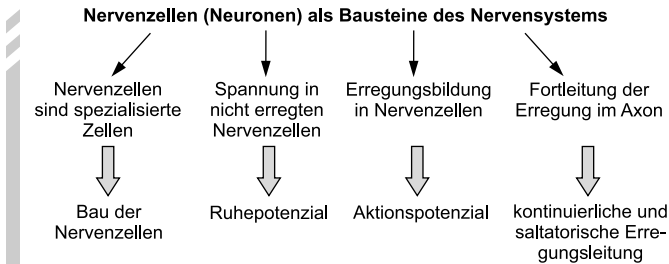 Nervenzellen (Neuronen) als Bausteine des Nervensystems
Nervenzellen
sind spezialisierte
Zellen
Spannung in
nicht erregten
Nervenzellen
Erregungsbildung
in Nervenzellen
Fortleitung der
Erregung im Axon
Bau der
Nervenzellen
Ruhepotenzial
Aktionspotenzial
kontinuierliche und
saltatorische Erre-
gungsleitung